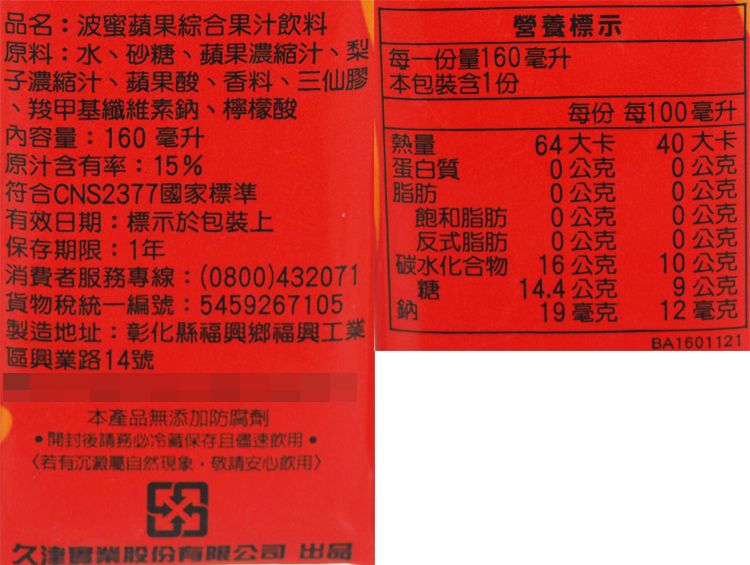 品名：波蜜蘋果綜合果汁飲料
原料：水、砂糖、蘋果濃縮汁、梨
子濃縮汁、蘋果酸、香料、三仙膠
、羧甲基纖維素鈉、檸檬酸
內容量：160 毫升
原汁含有率：15%
符合CNS2377國家標準
有效日期：標示於包裝上
保存期限：1年
消費者服務專線：(0800)432071
貨物稅統一編號：5459267105
製造地址：彰化縣福興鄉福興工業
區興業路14號
本產品無添加防腐劑
•開封後請務必冷藏保存且儘速飲用•
〈若有沉澱屬自然現象，敬請安心飲用〉
久津實業股份有限公司 出品
營養標示
每一份量160毫升
本包裝含1份
每份 每100毫升
熱量 64 大卡 40 大卡
蛋白質 0 公克 0 公克
脂肪 0 公克 0 公克
飽和脂肪 0 公克 0 公克
反式脂肪 0 公克 0 公克
碳水化合物 16 公克 10 公克
糖 14.4 公克 9 公克
鈉 19 毫克 12 毫克
BA1601121